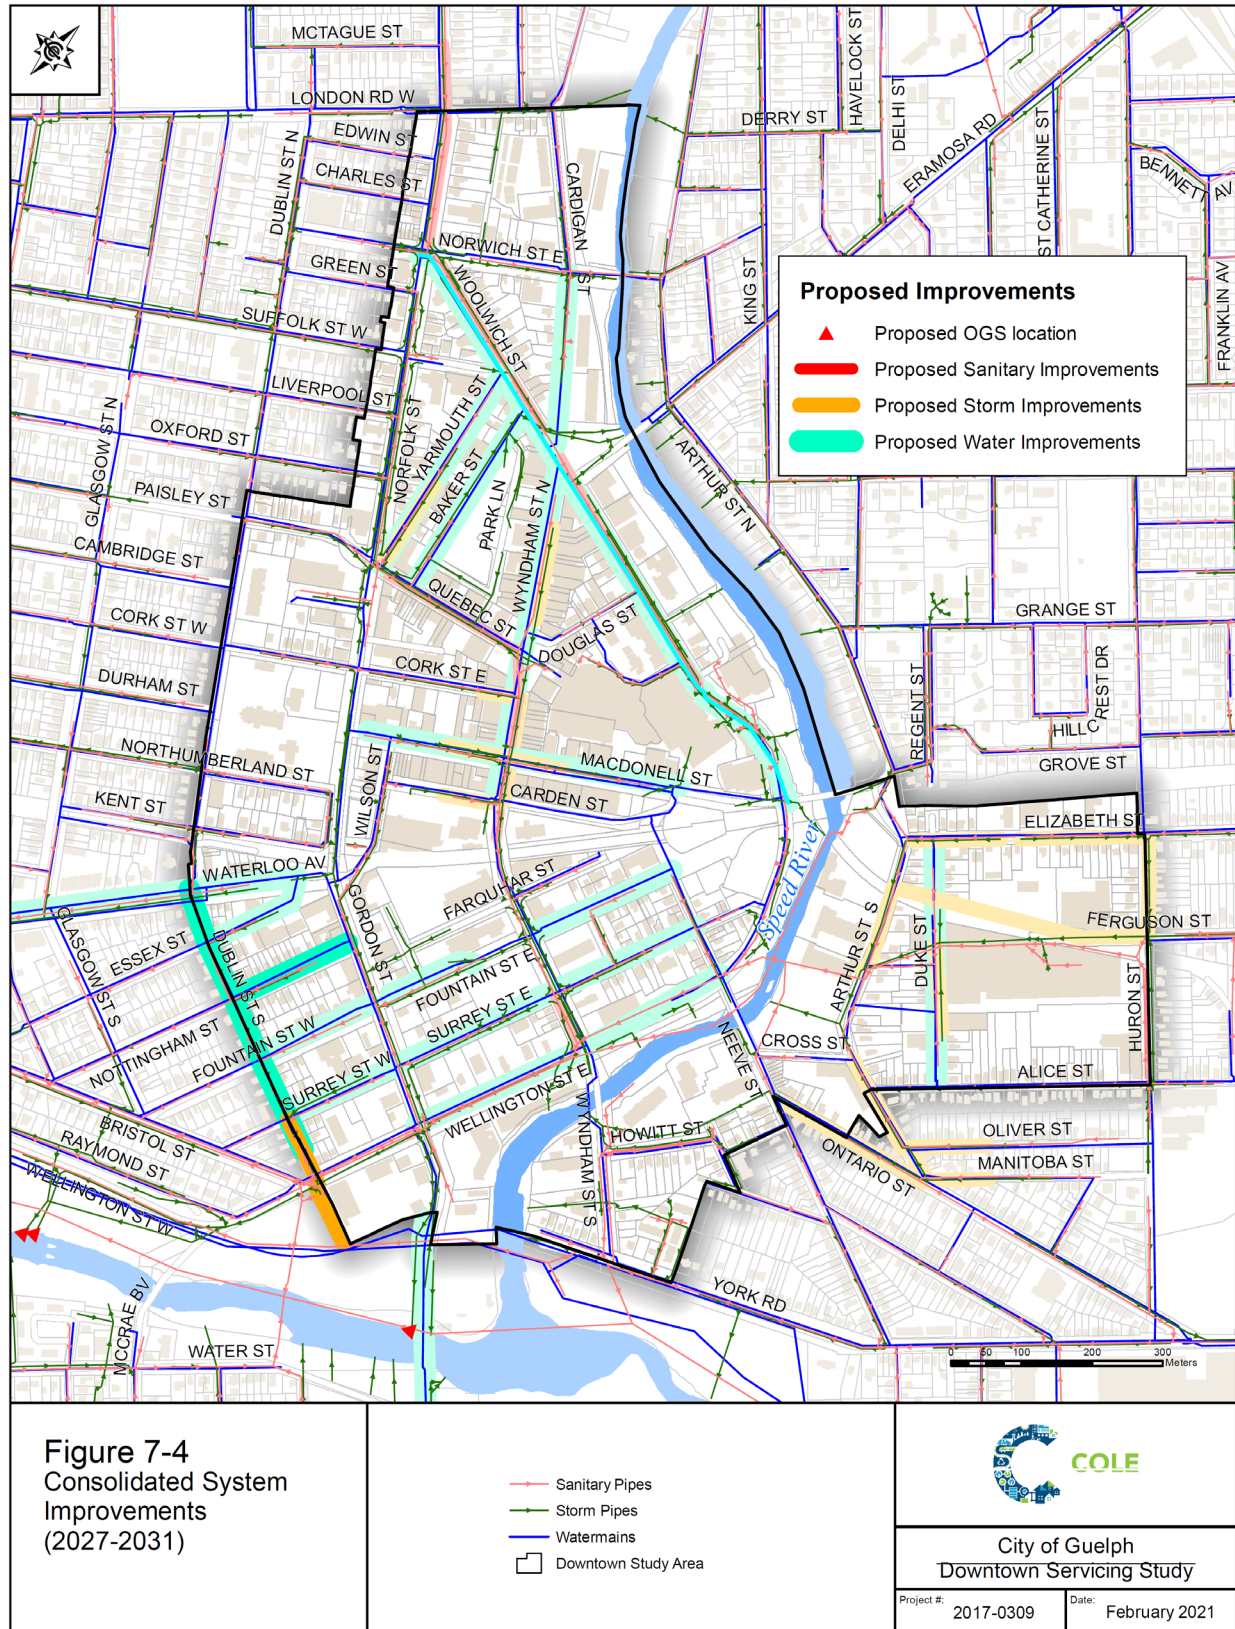 MCTAGUE ST
LONDON RD W
EDWIN ST
CHARLES ST
DUBLIN ST N
GREEN ST
SUFFOLK ST W
LIVERPOOL ST
OXFORD ST
GLASGOW ST N
PAISLEY ST
CAMBRIDGE ST
CORK ST W
DURHAM ST
NORTHUMBERLAND ST
KENT ST
WATERLOO AV
NORWICH ST E
CARDIGAN ST
WOOLWICH ST
NORFOLK ST
YARMOUTH ST
BAKER ST
PARK LN
WYNDHAM ST N
QUEBEC ST
DOUGLAS ST
CORK ST E
MACDONELL ST
CARDEN ST
WILSON ST
HAVELOCK ST
DERRY ST
DELHI ST
ERAMOSA RD
ST CATHERINE ST
BENNETT AV
FRANKLIN AV
KING ST
Proposed Improvements
Proposed OGS location
Proposed Sanitary Improvements
Proposed Storm Improvements
Proposed Water Improvements
ARTHUR ST N
GRANGE ST
REGENT ST
HILLCREST DR
GROVE ST
ELIZABETH ST
FERGUSON ST
ARTHUR ST S
DUKE ST
HURON ST
CROSS ST
ALICE ST
OLIVER ST
MANITOBA ST
ONTARIO ST
Speed River
FARQUHAR ST
GORDON ST
FOUNTAIN ST E
SURREY ST E
GLASGOW ST S
ESSEX ST
DUBLIN ST S
NOTTINGHAM ST
FOUNTAIN ST W
SURREY ST W
WELLINGTON ST E
NEEVE ST
WYNDHAM ST S
HOWITT ST
BRISTOL ST
RAYMOND ST
WELLINGTON ST W
MCCRAE BV
WATER ST
YORK RD
0 50 100 200 300
Meters
Figure 7-4
Consolidated System
Improvements
(2027-2031)
Sanitary Pipes
Storm Pipes
Watermains
Downtown Study Area
COLE
City of Guelph
Downtown Servicing Study
Project #:
2017-0309
Date:
February 2021